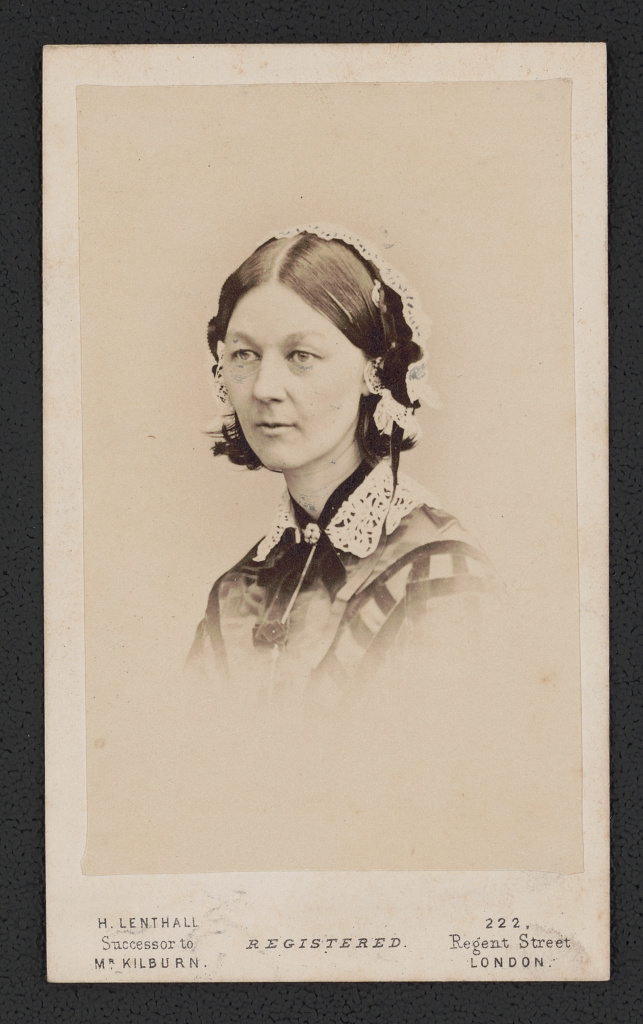 H. LENTHALL
Successor to
MR KILBURN.
REGISTERED.
222,
Regent Street
LONDON.